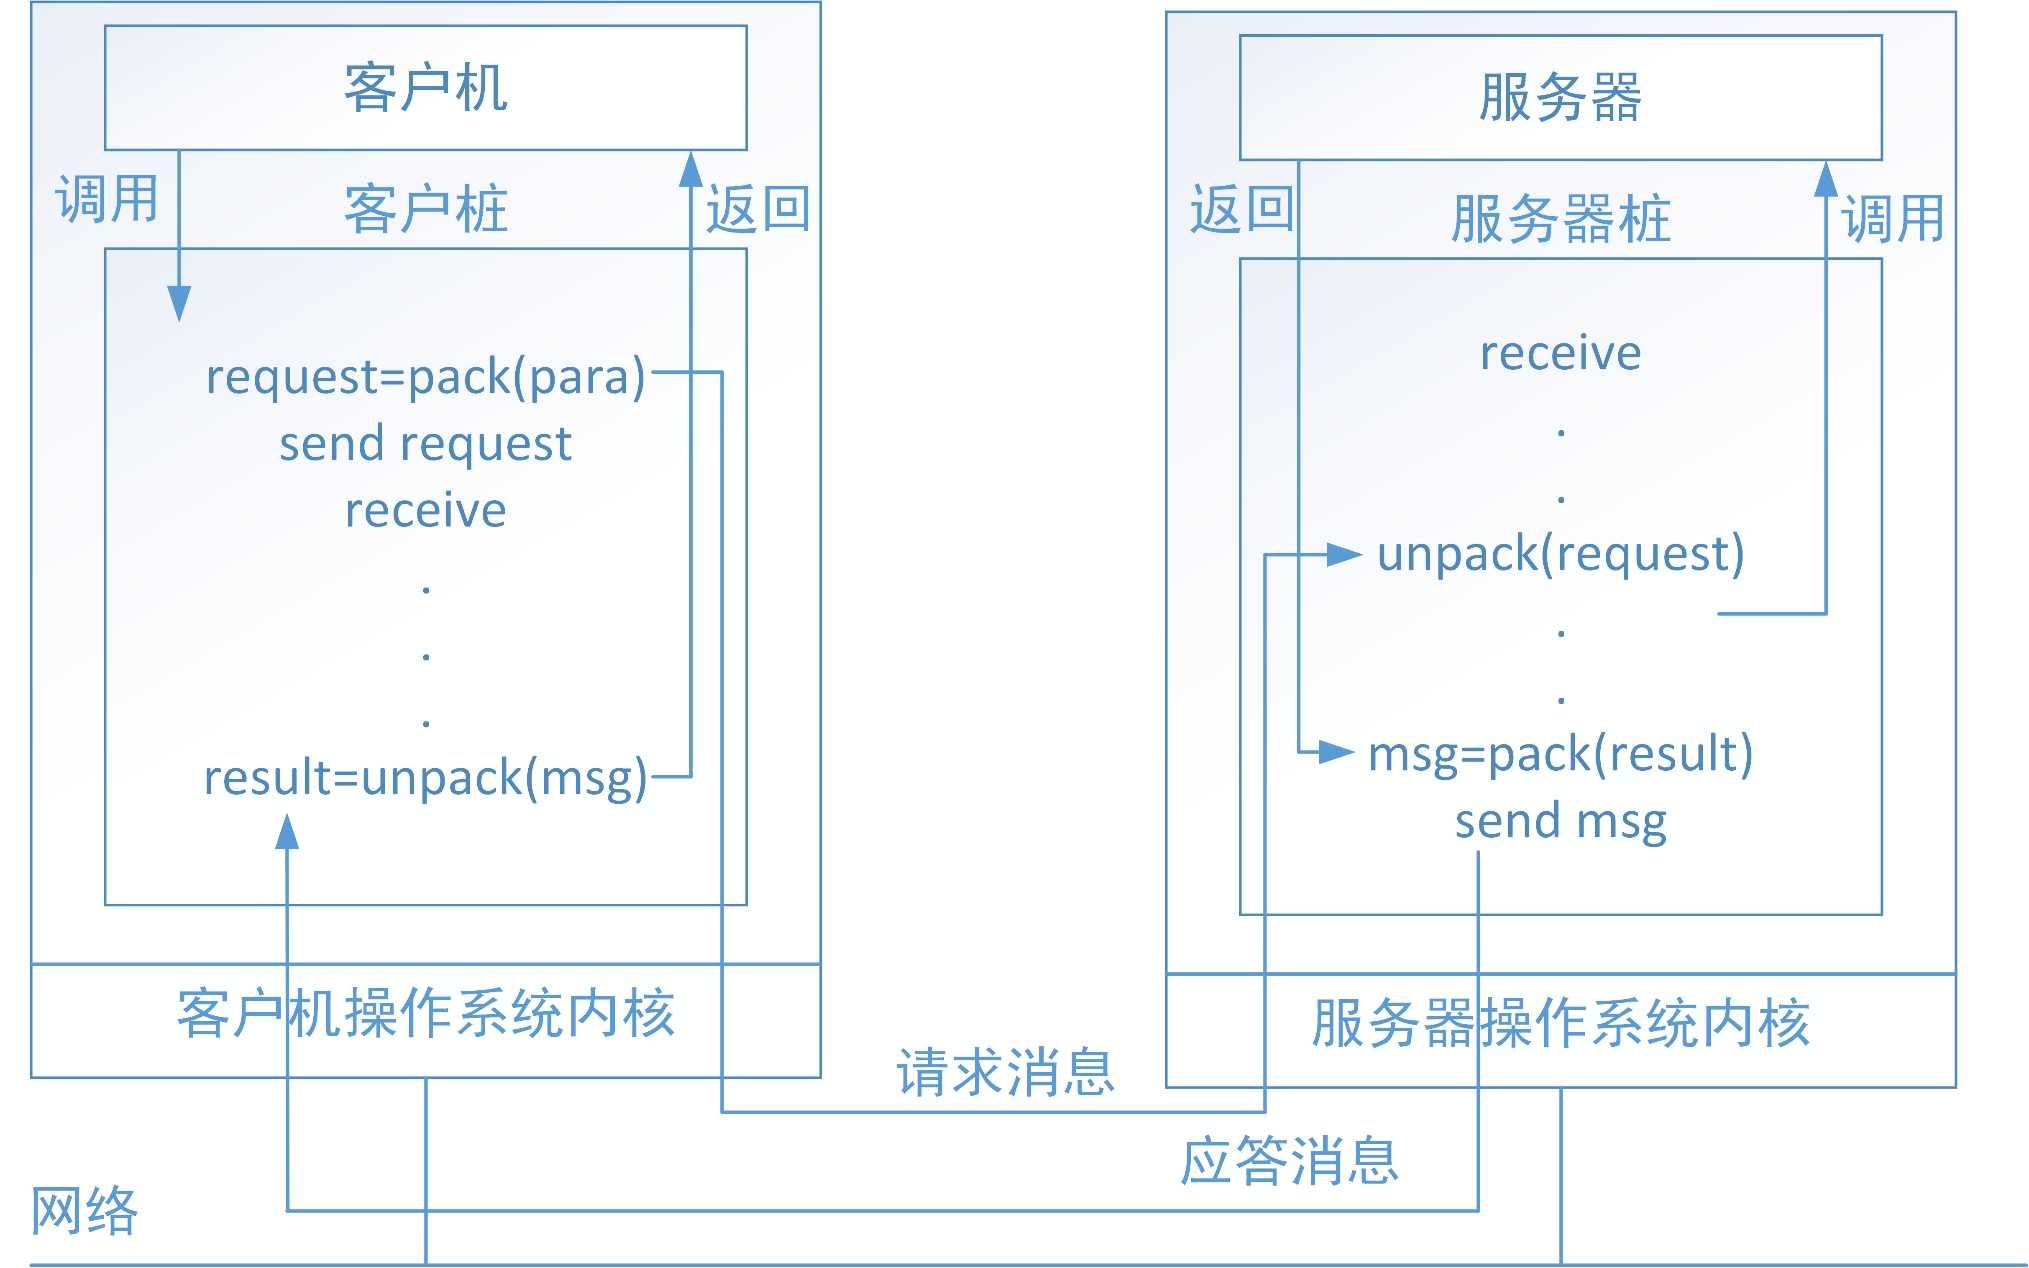 客户机
调用
客户桩
返回
request=pack(para)
send request
receive
.
.
.
result=unpack(msg)
客户机操作系统内核
服务器
返回
服务器桩
调用
receive
.
.
unpack(request)
.
.
msg=pack(result)
send msg
服务器操作系统内核
请求消息
应答消息
网络